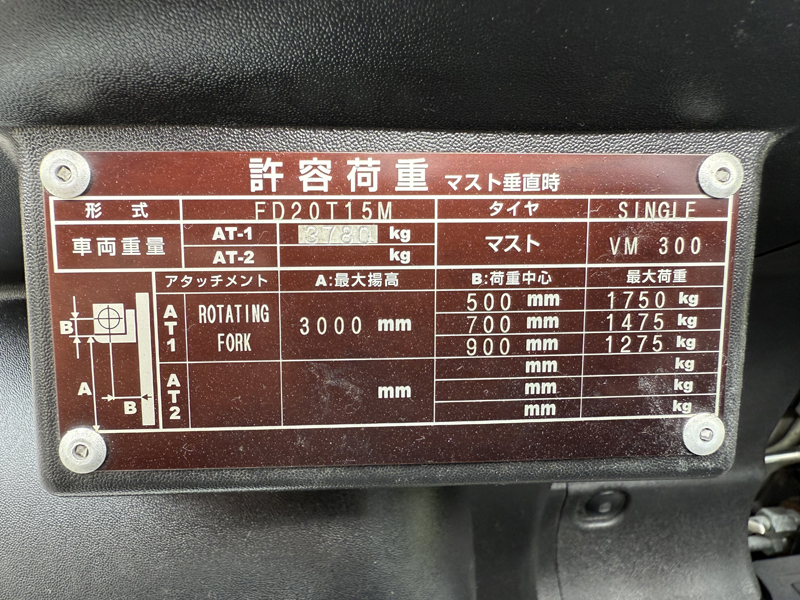 許容荷重 マスト垂直時
形 式 FD20T15M タイヤ SINGLE
車両重量 AT-1 3780 kg マスト VM 300
AT-2 kg
アタッチメント A:最大揚高 B:荷重中心 最大荷重
AT1 ROTATING FORK 3000 mm 500 mm 1750 kg
700 mm 1475 kg
900 mm 1275 kg
AT2 mm mm kg
mm kg
mm kg
B
A
B